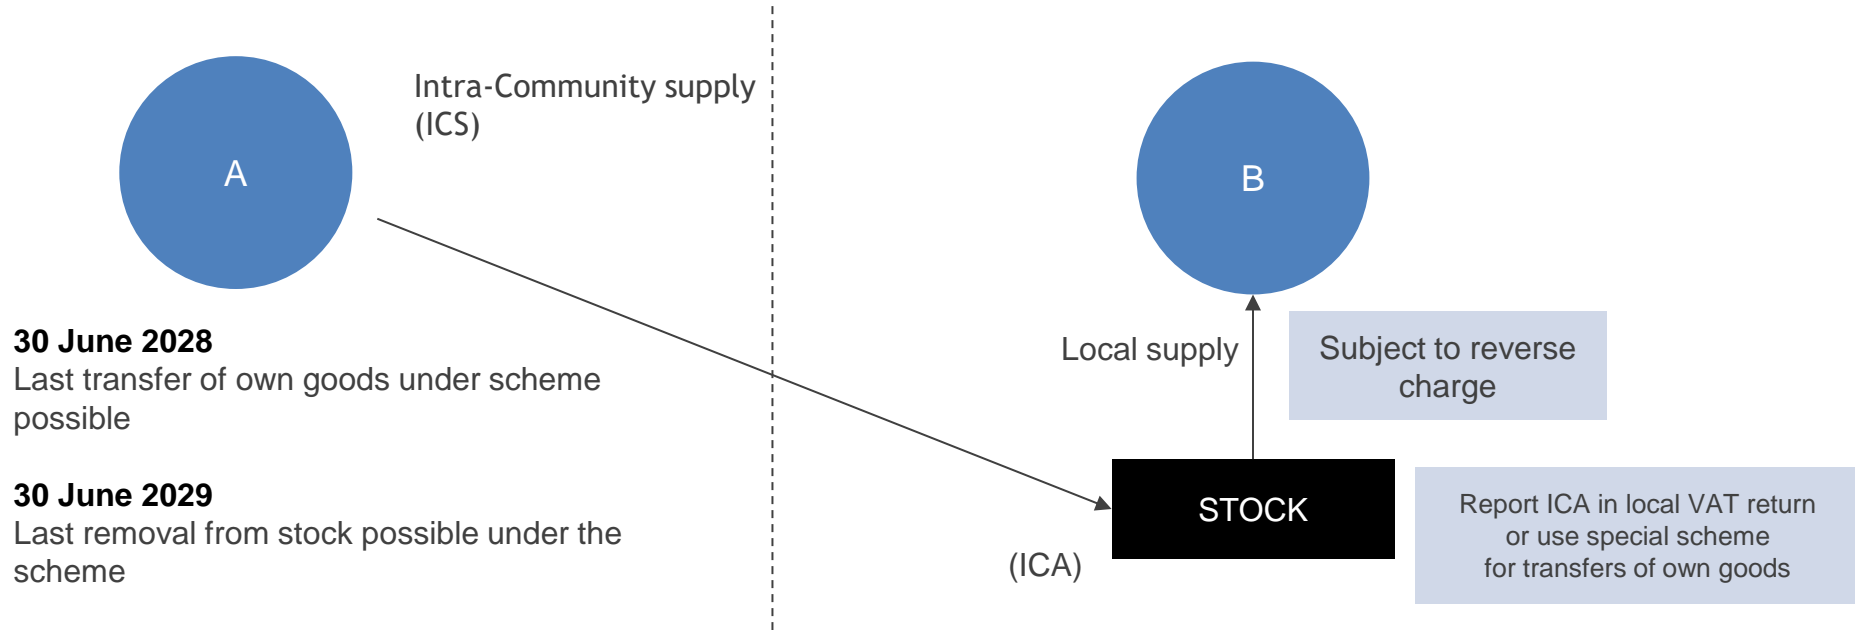 A
Intra-Community supply
(ICS)
B
30 June 2028
Last transfer of own goods under scheme
possible
30 June 2029
Last removal from stock possible under the
scheme
Local supply
Subject to reverse
charge
STOCK
(ICA)
Report ICA in local VAT return
or use special scheme
for transfers of own goods